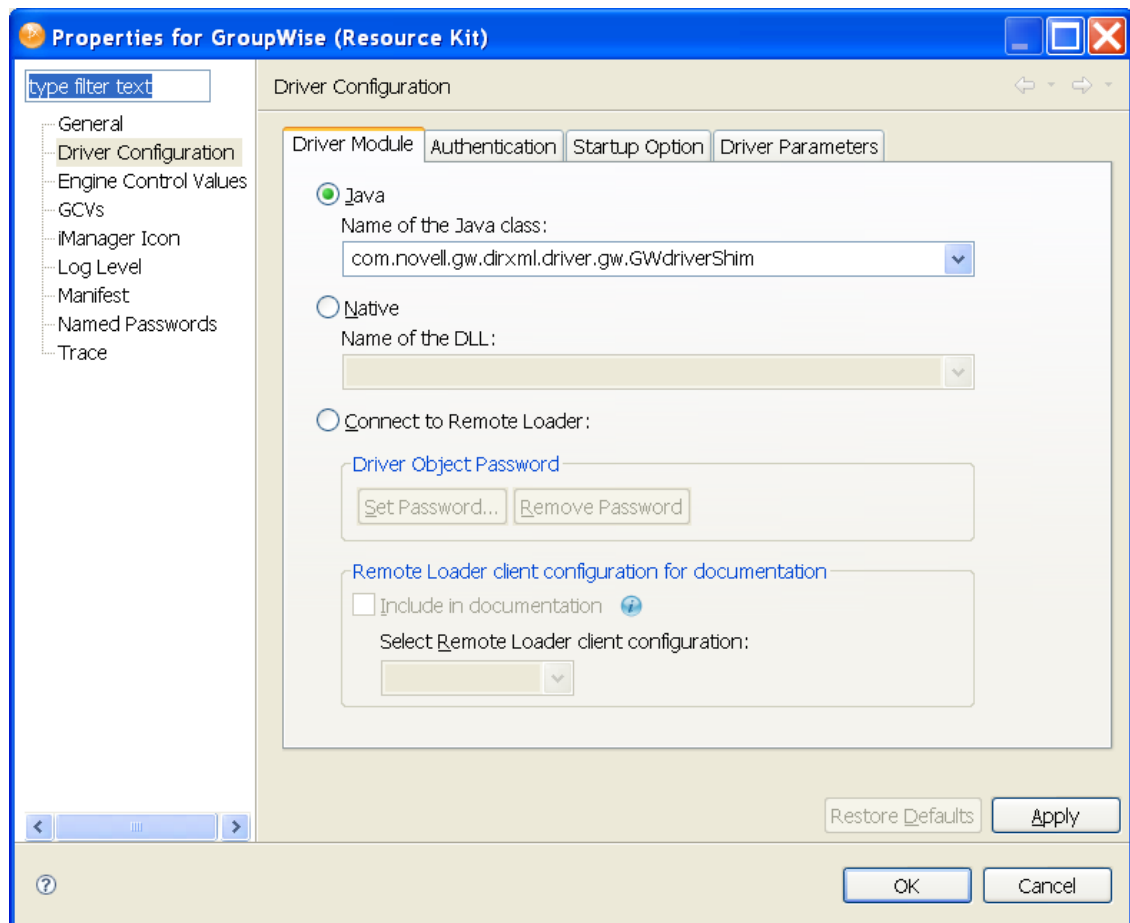 Properties for GroupWise (Resource Kit)
type filter text
General
Driver Configuration
Engine Control Values
GCVs
iManager Icon
Log Level
Manifest
Named Passwords
Trace
Driver Configuration
Driver Module
Authentication
Startup Option
Driver Parameters
Java
Name of the Java class:
com.novell.gw.dirxml.driver.gw.GWdriverShim
Native
Name of the DLL:
Connect to Remote Loader:
Driver Object Password
Set Password...
Remove Password
Remote Loader client configuration for documentation
Include in documentation
Select Remote Loader client configuration:
Restore Defaults
Apply
OK
Cancel